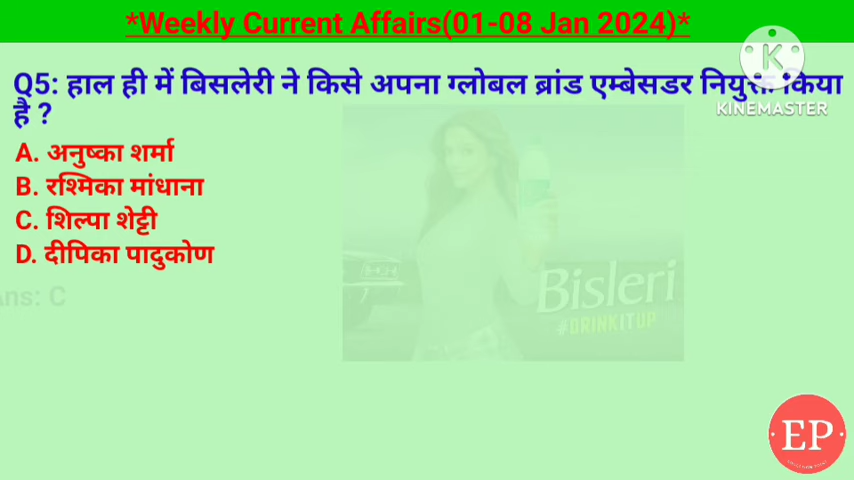 *Weekly Current Affairs(01-08 Jan 2024)*
Q5: हाल ही में बिसलेरी ने किसे अपना ग्लोबल ब्रांड एम्बेसडर नियुक्त किया
है ?
KINEMASTER
A. अनुष्का शर्मा
B. रश्मिका मांधाना
C. शिल्पा शेट्टी
D. दीपिका पादुकोण
Ans: C
Bisleri
#DRINKITUP
EP